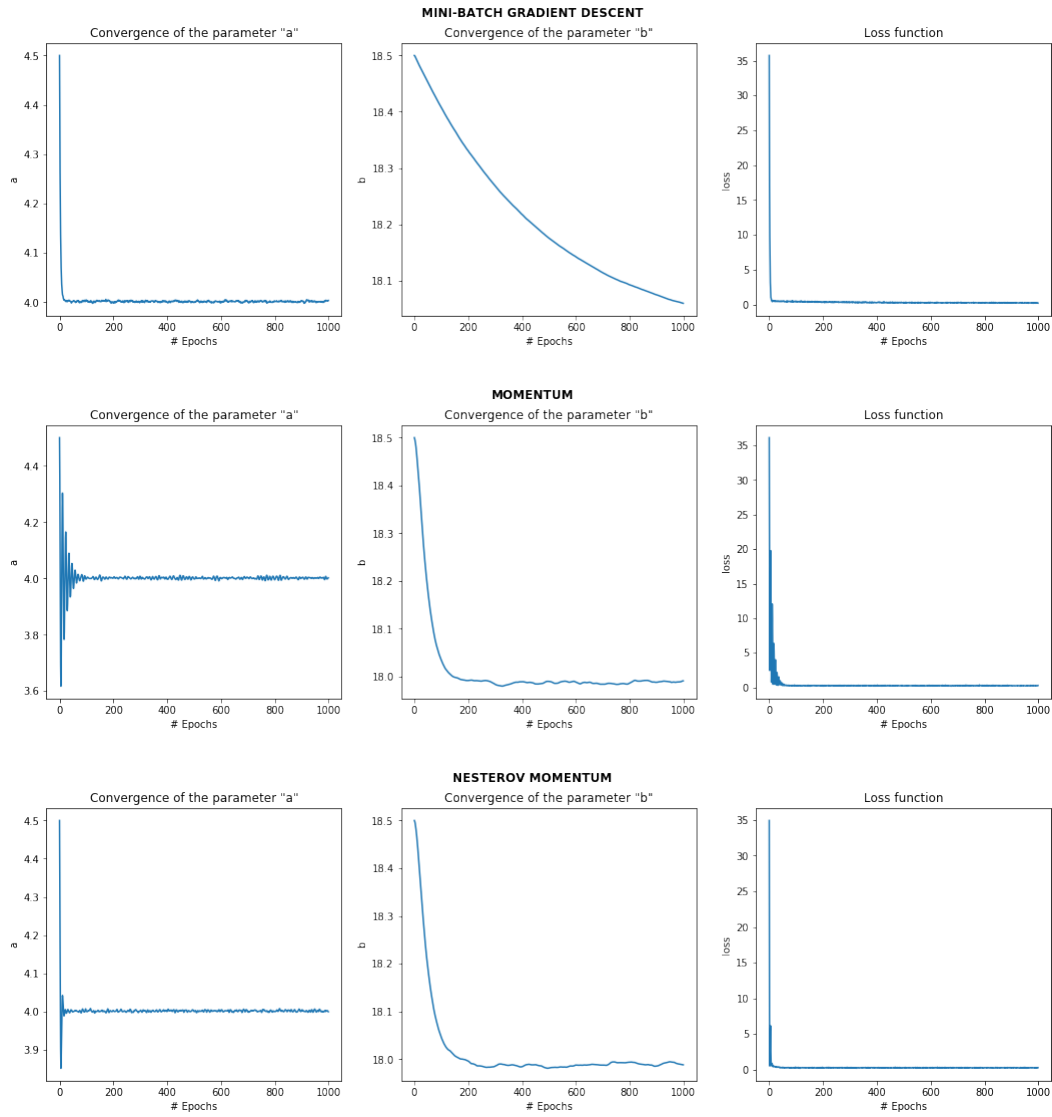 MINI-BATCH GRADIENT DESCENT
Convergence of the parameter "a"
4.5
4.4
4.3
4.2
4.1
4.0
a
0 200 400 600 800 1000
# Epochs
Convergence of the parameter "b"
18.5
18.4
18.3
18.2
18.1
b
0 200 400 600 800 1000
# Epochs
Loss function
35
30
25
20
15
10
5
0
loss
0 200 400 600 800 1000
# Epochs
MOMENTUM
Convergence of the parameter "a"
4.4
4.2
4.0
3.8
3.6
a
0 200 400 600 800 1000
# Epochs
Convergence of the parameter "b"
18.5
18.4
18.3
18.2
18.1
18.0
b
0 200 400 600 800 1000
# Epochs
Loss function
35
30
25
20
15
10
5
0
loss
0 200 400 600 800 1000
# Epochs
NESTEROV MOMENTUM
Convergence of the parameter "a"
4.5
4.4
4.3
4.2
4.1
4.0
3.9
a
0 200 400 600 800 1000
# Epochs
Convergence of the parameter "b"
18.5
18.4
18.3
18.2
18.1
18.0
b
0 200 400 600 800 1000
# Epochs
Loss function
35
30
25
20
15
10
5
0
loss
0 200 400 600 800 1000
# Epochs